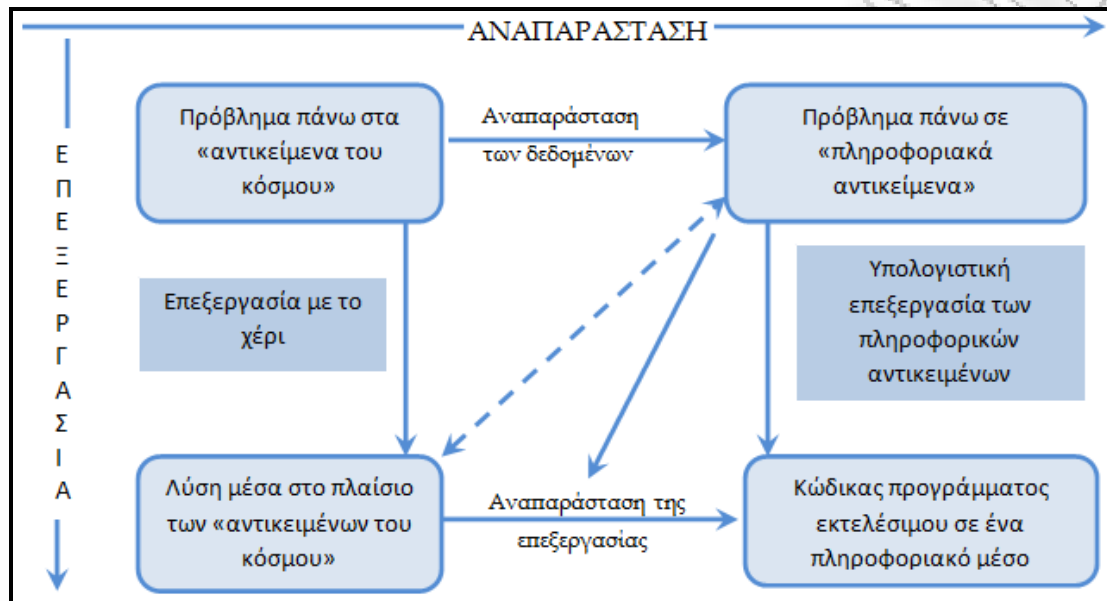 ΑΝΑΠΑΡΑΣΤΑΣΗ
ΕΠΕΞΕΡΓΑΣΙΑ
Πρόβλημα πάνω στα
«αντικείμενα του
κόσμου»
Αναπαράσταση
των δεδομένων
Πρόβλημα πάνω σε
«πληροφοριακά
αντικείμενα»
Επεξεργασία με το
χέρι
Υπολογιστική
επεξεργασία των
πληροφορικών
αντικειμένων
Λύση μέσα στο πλαίσιο
των «αντικειμένων του
κόσμου»
Αναπαράσταση της
επεξεργασίας
Κώδικας προγράμματος
εκτελέσιμου σε ένα
πληροφοριακό μέσο